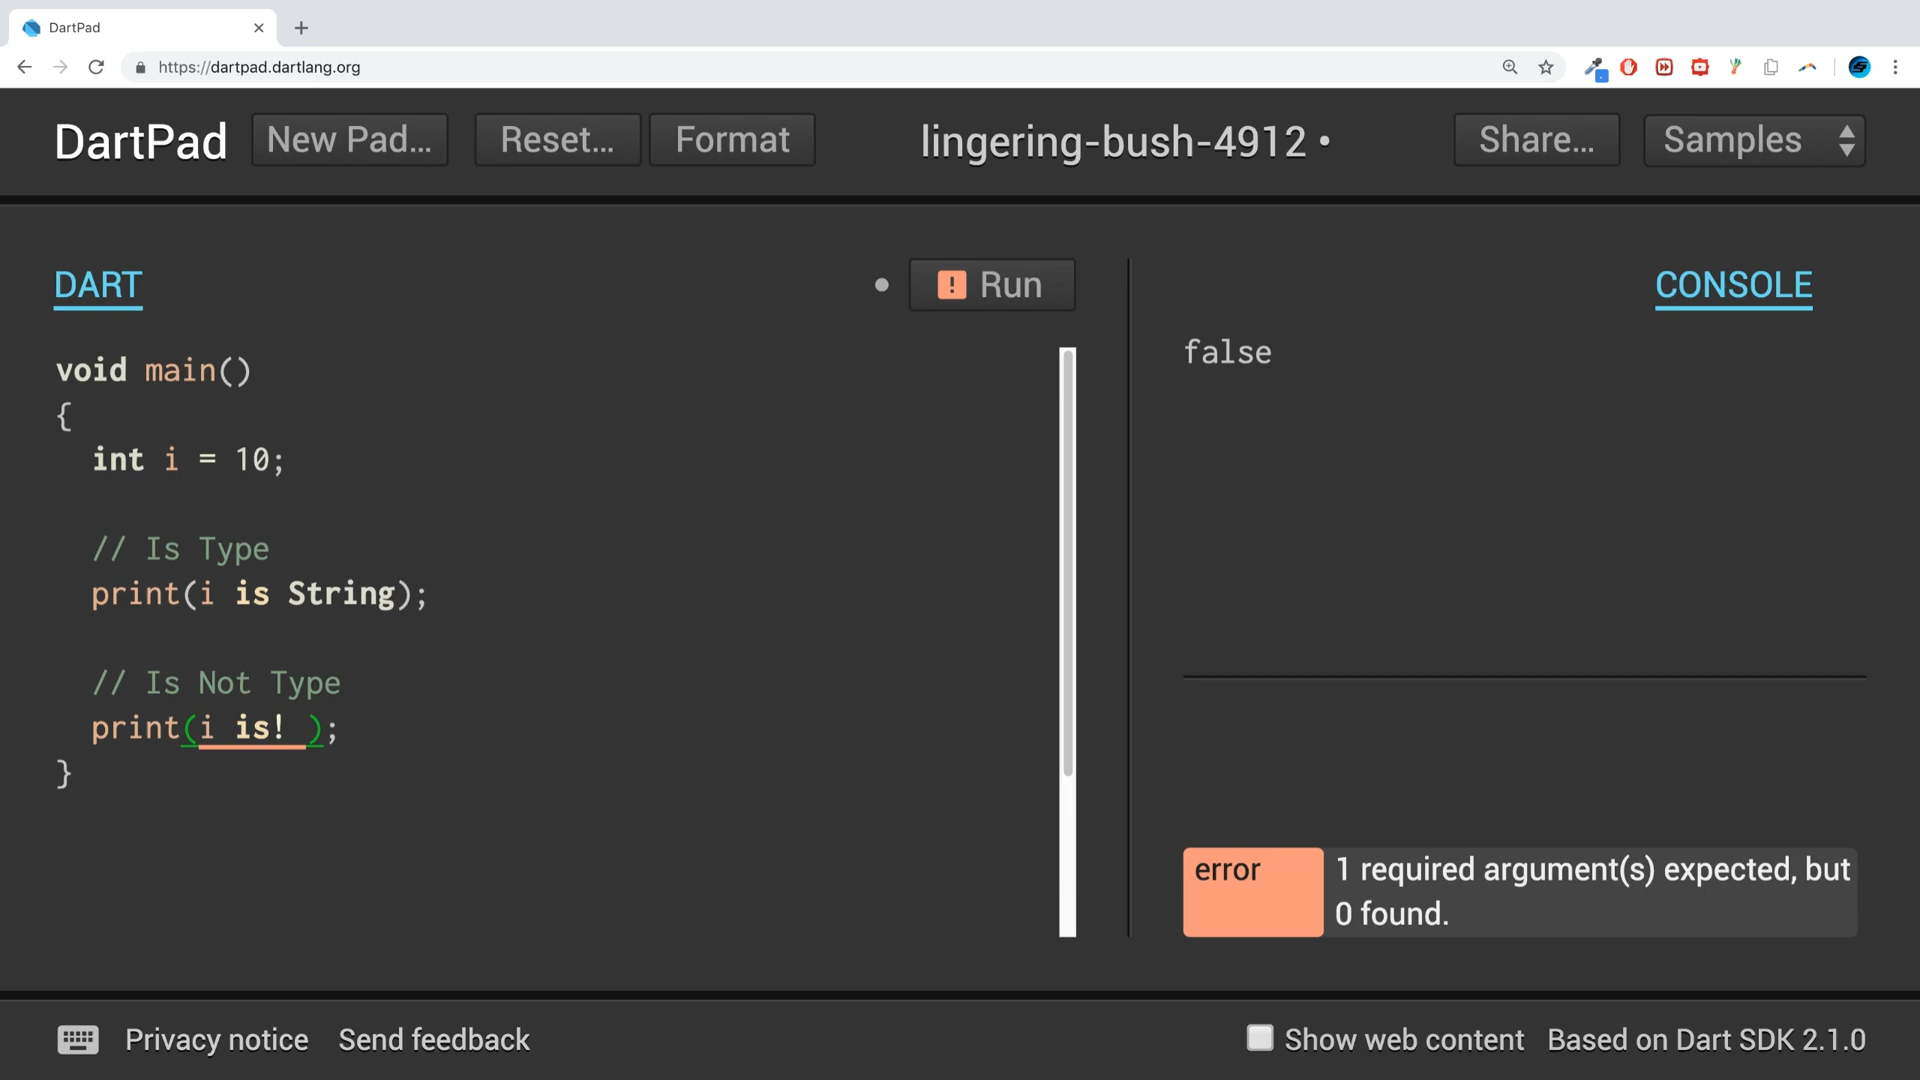 DartPad
https://dartpad.dartlang.org
DartPad New Pad... Reset... Format lingering-bush-4912 • Share... Samples
DART
! Run
CONSOLE
void main()
{
  int i = 10;
  // Is Type
  print(i is String);
  // Is Not Type
  print(i is! );
}
false
error 1 required argument(s) expected, but
0 found.
Privacy notice Send feedback Show web content Based on Dart SDK 2.1.0